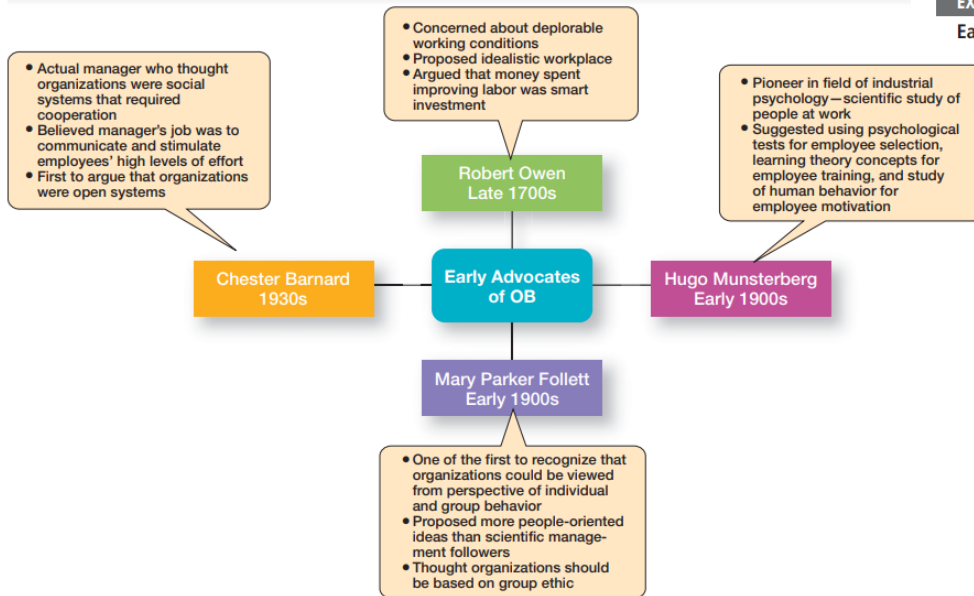 EX
Ea
• Concerned about deplorable
working conditions
• Proposed idealistic workplace
• Argued that money spent
improving labor was smart
investment
• Actual manager who thought
organizations were social
systems that required
cooperation
• Believed manager's job was to
communicate and stimulate
employees' high levels of effort
• First to argue that organizations
were open systems
• Pioneer in field of industrial
psychology—scientific study of
people at work
• Suggested using psychological
tests for employee selection,
learning theory concepts for
employee training, and study
of human behavior for
employee motivation
Robert Owen
Late 1700s
Chester Barnard
1930s
Early Advocates
of OB
Hugo Munsterberg
Early 1900s
Mary Parker Follett
Early 1900s
• One of the first to recognize that
organizations could be viewed
from perspective of individual
and group behavior
• Proposed more people-oriented
ideas than scientific manage-
ment followers
• Thought organizations should
be based on group ethic